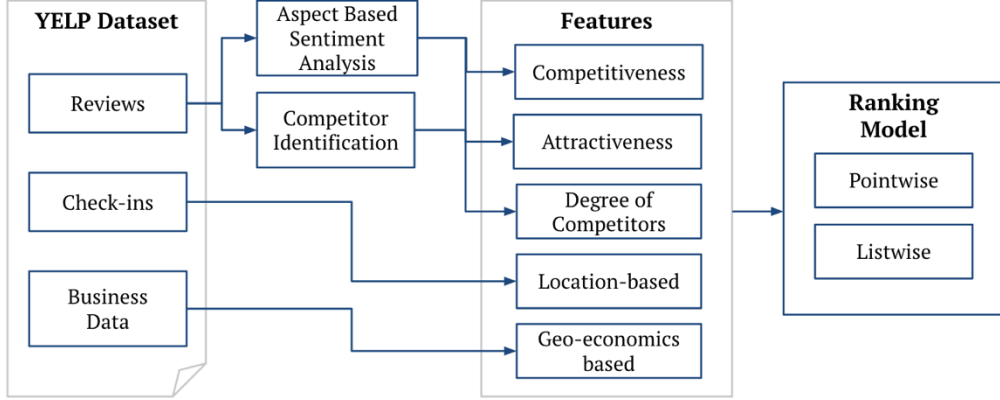 YELP Dataset
Reviews
Check-ins
Business
Data
Aspect Based
Sentiment
Analysis
Competitor
Identification
Features
Competitiveness
Attractiveness
Degree of
Competitors
Location-based
Geo-economics
based
Ranking
Model
Pointwise
Listwise